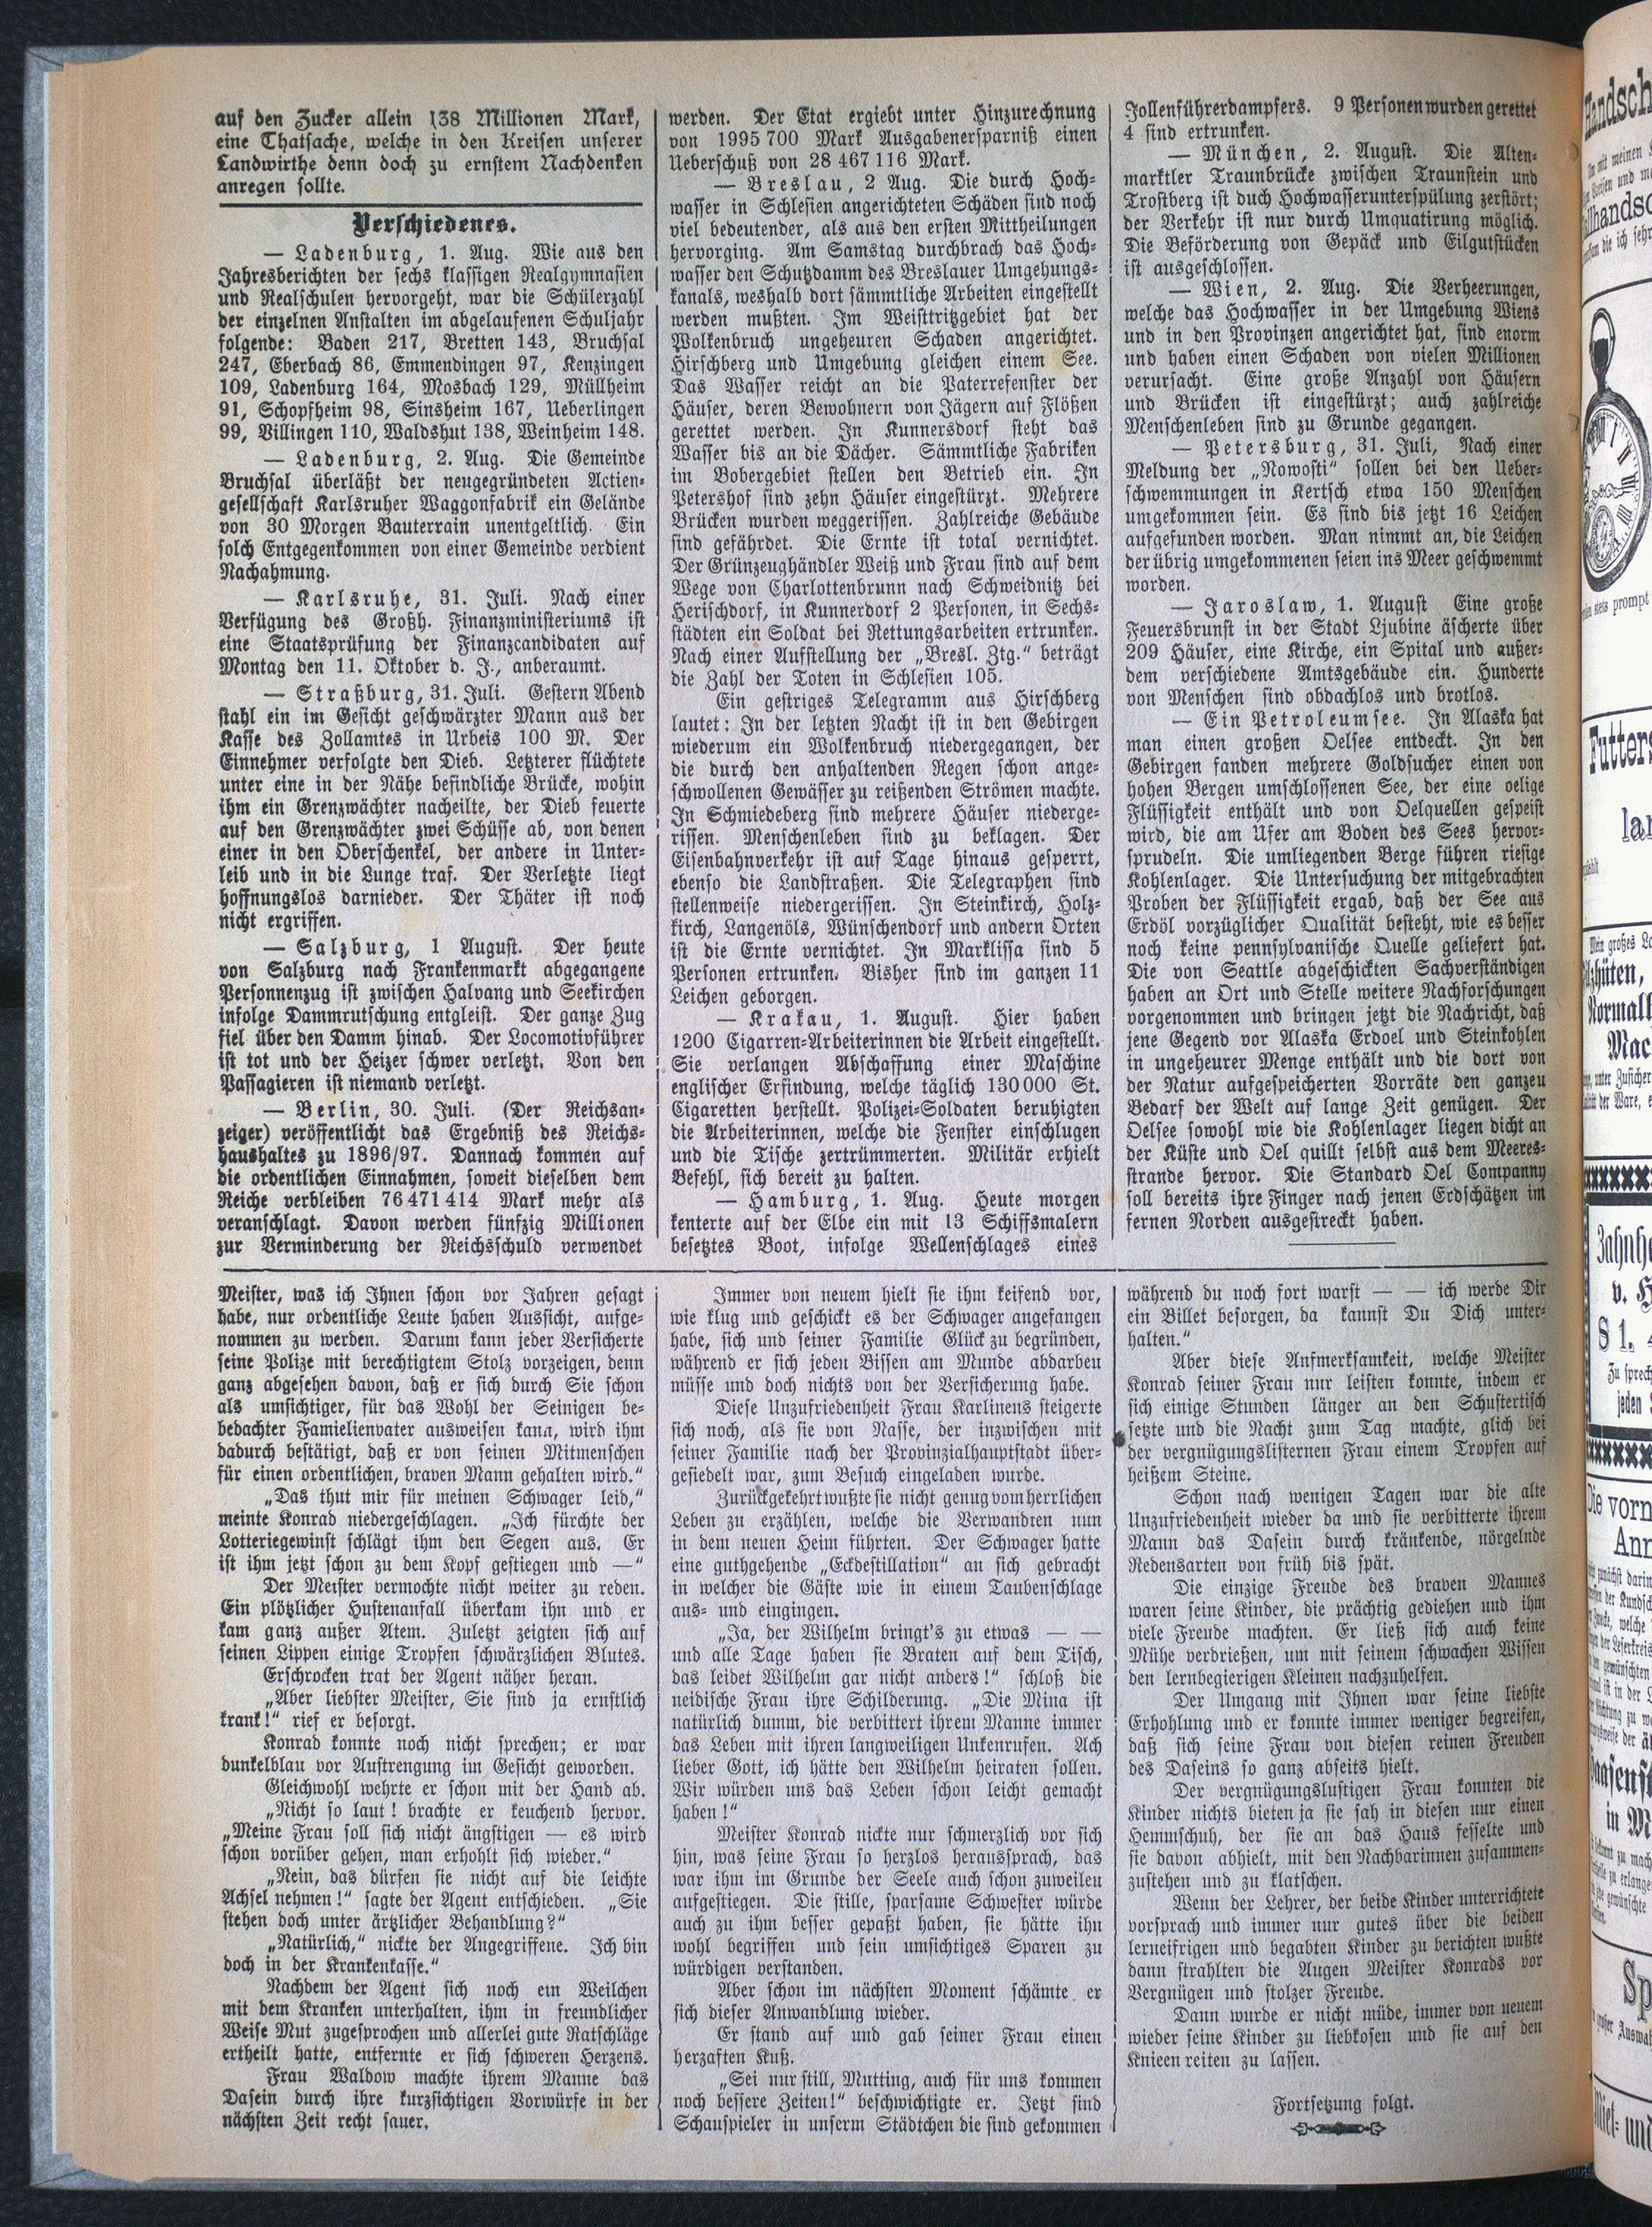 auf den Zucker allein 138 Millionen Mark,
eine Thatsache, welche in den Kreisen unserer
Landwirthe denn doch zu ernstem Nachdenken
anregen sollte.
Verschiedenes.
— Ladenburg, 1. Aug. Wie aus den
Jahresberichten der sechs klassigen Realgymnasien
und Realschulen hervorgeht, war die Schülerzahl
der einzelnen Anstalten im abgelaufenen Schuljahr
folgende: Baden 217, Bretten 143, Bruchsal
247, Eberbach 86, Emmendingen 97, Kenzingen
109, Ladenburg 164, Mosbach 129, Müllheim
91, Schopfheim 98, Sinsheim 167, Ueberlingen
99, Villingen 110, Waldshut 138, Weinheim 148.
— Ladenburg, 2. Aug. Die Gemeinde
Bruchsal überläßt der neugegründeten Actien-
gesellschaft Karlsruher Waggonfabrik ein Gelände
von 30 Morgen Bauterrain unentgeltlich. Ein
solch Entgegenkommen von einer Gemeinde verdient
Nachahmung.
— Karlsruhe, 31. Juli. Nach einer
Verfügung des Großh. Finanzministeriums ist
eine Staatsprüfung der Finanzcandidaten auf
Montag den 11. Oktober d. J., anberaumt.
— Straßburg, 31. Juli. Gestern Abend
stahl ein im Gesicht geschwärzter Mann aus der
Kasse des Zollamtes in Urbeis 100 M. Der
Einnehmer verfolgte den Dieb. Letzterer flüchtete
unter eine in der Nähe befindliche Brücke, wohin
ihm ein Grenzwächter nacheilte, der Dieb feuerte
auf den Grenzwächter zwei Schüsse ab, von denen
einer in den Oberschenkel, der andere in Unter-
leib und in die Lunge traf. Der Verletzte liegt
hoffnungslos darnieder. Der Thäter ist noch
nicht ergriffen.
— Salzburg, 1 August. Der heute
von Salzburg nach Frankenmarkt abgegangene
Personnenzug ist zwischen Halvang und Seekirchen
infolge Dammrutschung entgleist. Der ganze Zug
fiel über den Damm hinab. Der Locomotivführer
ist tot und der Heizer schwer verletzt. Von den
Passagieren ist niemand verletzt.
— Berlin, 30. Juli. (Der Reichsan-
zeiger) veröffentlicht das Ergebniß des Reichs-
haushaltes zu 1896/97. Dannach kommen auf
die ordentlichen Einnahmen, soweit dieselben dem
Reiche verbleiben 76 471 414 Mark mehr als
veranschlagt. Davon werden fünfzig Millionen
zur Verminderung der Reichsschuld verwendet
werden. Der Etat ergiebt unter Hinzurechnung
von 1995 700 Mark Ausgabenersparniß einen
Ueberschuß von 28 467 116 Mark.
— Breslau, 2 Aug. Die durch Hoch-
wasser in Schlesien angerichteten Schäden sind noch
viel bedeutender, als aus den ersten Mittheilungen
hervorging. Am Samstag durchbrach das Hoch-
wasser den Schutzdamm des Breslauer Umgehungs-
kanals, weshalb dort sämmtliche Arbeiten eingestellt
werden mußten. Im Weisttritzgebiet hat der
Wolkenbruch ungeheuren Schaden angerichtet.
Hirschberg und Umgebung gleichen einem See.
Das Wasser reicht an die Paterrefenster der
Häuser, deren Bewohnern von Jägern auf Flößen
gerettet werden. In Kunnersdorf steht das
Wasser bis an die Dächer. Sämmtliche Fabriken
im Bobergebiet stellen den Betrieb ein. In
Petershof sind zehn Häuser eingestürzt. Mehrere
Brücken wurden weggerissen. Zahlreiche Gebäude
sind gefährdet. Die Ernte ist total vernichtet.
Der Grünzeughändler Weiß und Frau sind auf dem
Wege von Charlottenbrunn nach Schweidnitz bei
Herischdorf, in Kunnerdorf 2 Personen, in Sechs-
städten ein Soldat bei Rettungsarbeiten ertrunken.
Nach einer Aufstellung der „Bresl. Ztg.“ beträgt
die Zahl der Toten in Schlesien 105.
Ein gestriges Telegramm aus Hirschberg
lautet: In der letzten Nacht ist in den Gebirgen
wiederum ein Wolkenbruch niedergegangen, der
die durch den anhaltenden Regen schon ange-
schwollenen Gewässer zu reißenden Strömen machte.
In Schmiedeberg sind mehrere Häuser niederge-
rissen. Menschenleben sind zu beklagen. Der
Eisenbahnverkehr ist auf Tage hinaus gesperrt,
ebenso die Landstraßen. Die Telegraphen sind
stellenweise niedergerissen. In Steinkirch, Holz-
kirch, Langenöls, Wünschendorf und andern Orten
ist die Ernte vernichtet. In Marklissa sind 5
Personen ertrunken. Bisher sind im ganzen 11
Leichen geborgen.
— Krakau, 1. August. Hier haben
1200 Cigarren-Arbeiterinnen die Arbeit eingestellt.
Sie verlangen Abschaffung einer Maschine
englischer Erfindung, welche täglich 130 000 St.
Cigaretten herstellt. Polizei-Soldaten beruhigten
die Arbeiterinnen, welche die Fenster einschlugen
und die Tische zertrümmerten. Militär erhielt
Befehl, sich bereit zu halten.
— Hamburg, 1. Aug. Heute morgen
kenterte auf der Elbe ein mit 13 Schiffsmalern
besetztes Boot, infolge Wellenschlages eines
Jollenführerdampfers. 9 Personen wurden gerettet
4 sind ertrunken.
— München, 2. August. Die Alten-
marktler Traunbrücke zwischen Traunstein und
Trostberg ist duch Hochwasserunterspülung zerstört;
der Verkehr ist nur durch Umquatirung möglich.
Die Beförderung von Gepäck und Eilgutstücken
ist ausgeschlossen.
— Wien, 2. Aug. Die Verheerungen,
welche das Hochwasser in der Umgebung Wiens
und in den Provinzen angerichtet hat, sind enorm
und haben einen Schaden von vielen Millionen
verursacht. Eine große Anzahl von Häusern
und Brücken ist eingestürzt; auch zahlreiche
Menschenleben sind zu Grunde gegangen.
— Petersburg, 31. Juli, Nach einer
Meldung der „Nowosti“ sollen bei den Ueber-
schwemmungen in Kertsch etwa 150 Menschen
umgekommen sein. Es sind bis jetzt 16 Leichen
aufgefunden worden. Man nimmt an, die Leichen
der übrig umgekommenen seien ins Meer geschwemmt
worden.
— Jaroslaw, 1. August Eine große
Feuersbrunst in der Stadt Ljubine äscherte über
209 Häuser, eine Kirche, ein Spital und außer-
dem verschiedene Amtsgebäude ein. Hunderte
von Menschen sind obdachlos und brotlos.
— Ein Petroleumsee. In Alaska hat
man einen großen Oelsee entdeckt. In den
Gebirgen fanden mehrere Goldsucher einen von
hohen Bergen umschlossenen See, der eine oelige
Flüssigkeit enthält und von Oelquellen gespeist
wird, die am Ufer am Boden des Sees hervor-
sprudeln. Die umliegenden Berge führen riesige
Kohlenlager. Die Untersuchung der mitgebrachten
Proben der Flüssigkeit ergab, daß der See aus
Erdöl vorzüglicher Qualität besteht, wie es besser
noch keine pennsylvanische Quelle geliefert hat.
Die von Seattle abgeschickten Sachverständigen
haben an Ort und Stelle weitere Nachforschungen
vorgenommen und bringen jetzt die Nachricht, daß
jene Gegend vor Alaska Erdoel und Steinkohlen
in ungeheurer Menge enthält und die dort von
der Natur aufgespeicherten Vorräte den ganzeu
Bedarf der Welt auf lange Zeit genügen. Der
Oelsee sowohl wie die Kohlenlager liegen dicht an
der Küste und Oel quillt selbst aus dem Meeres-
strande hervor. Die Standard Oel Companny
soll bereits ihre Finger nach jenen Erdschätzen im
fernen Norden ausgestreckt haben.
Meister, was ich Ihnen schon vor Jahren gesagt
habe, nur ordentliche Leute haben Aussicht, aufge-
nommen zu werden. Darum kann jeder Versicherte
seine Polize mit berechtigtem Stolz vorzeigen, denn
ganz abgesehen davon, daß er sich durch Sie schon
als umsichtiger, für das Wohl der Seinigen be-
bedachter Famielienvater ausweisen kana, wird ihm
dadurch bestätigt, daß er von seinen Mitmenschen
für einen ordentlichen, braven Mann gehalten wird.“
„Das thut mir für meinen Schwager leid,“
meinte Konrad niedergeschlagen. „Ich fürchte der
Lotteriegewinst schlägt ihm den Segen aus. Er
ist ihm jetzt schon zu dem Kopf gestiegen und —“
Der Meister vermochte nicht weiter zu reden.
Ein plötzlicher Hustenanfall überkam ihn und er
kam ganz außer Atem. Zuletzt zeigten sich auf
seinen Lippen einige Tropfen schwärzlichen Blutes.
Erschrocken trat der Agent näher heran.
„Aber liebster Meister, Sie sind ja ernstlich
krank!“ rief er besorgt.
Konrad konnte noch nicht sprechen; er war
dunkelblau vor Austrengung im Gesicht geworden.
Gleichwohl wehrte er schon mit der Hand ab.
„Nicht so laut! brachte er keuchend hervor.
„Meine Frau soll sich nicht ängstigen — es wird
schon vorüber gehen, man erhohlt sich wieder.“
„Nein, das dürfen sie nicht auf die leichte
Achsel nehmen!“ sagte der Agent entschieden. „Sie
stehen doch unter ärtzlicher Behandlung?“
„Natürlich,“ nickte der Angegriffene. Ich bin
doch in der Krankenkasse.“
Nachdem der Agent sich noch ein Weilchen
mit dem Kranken unterhalten, ihm in freundlicher
Weise Mut zugesprochen und allerlei gute Ratschläge
ertheilt hatte, entfernte er sich schweren Herzens.
Frau Waldow machte ihrem Manne das
Dasein durch ihre kurzsichtigen Vorwürfe in der
nächsten Zeit recht sauer.
Immer von neuem hielt sie ihm keifend vor,
wie klug und geschickt es der Schwager angefangen
habe, sich und seiner Familie Glück zu begründen,
während er sich jeden Bissen am Munde abdarbeu
müsse und doch nichts von der Versicherung habe.
Diese Unzufriedenheit Frau Karlinens steigerte
sich noch, als sie von Nasse, der inzwischen mit
seiner Familie nach der Provinzialhauptstadt über-
gesiedelt war, zum Besuch eingeladen wurde.
Zurückgekehrt wußte sie nicht genug vom herrlichen
Leben zu erzählen, welche die Verwandten nun
in dem neuen Heim führten. Der Schwager hatte
eine guthgehende „Eckdestillation“ an sich gebracht
in welcher die Gäste wie in einem Taubenschlage
aus- und eingingen.
„Ja, der Wilhelm bringt's zu etwas — —
und alle Tage haben sie Braten auf dem Tisch,
das leidet Wilhelm gar nicht anders!“ schloß die
neidische Frau ihre Schilderung. „Die Mina ist
natürlich dumm, die verbittert ihrem Manne immer
das Leben mit ihren langweiligen Unkenrufen. Ach
lieber Gott, ich hätte den Wilhelm heiraten sollen.
Wir würden uns das Leben schon leicht gemacht
haben!“
Meister Konrad nickte nur schmerzlich vor sich
hin, was seine Frau so herzlos heraussprach, das
war ihm im Grunde der Seele auch schon zuweileu
aufgestiegen. Die stille, sparsame Schwester würde
auch zu ihm besser gepaßt haben, sie hätte ihn
wohl begriffen und sein umsichtiges Sparen zu
würdigen verstanden.
Aber schon im nächsten Moment schämte er
sich dieser Anwandlung wieder.
Er stand auf und gab seiner Frau einen
herzaften Kuß.
„Sei nur still, Mutting, auch für uns kommen
noch bessere Zeiten!“ beschwichtigte er. Jetzt sind
Schauspieler in unserm Städtchen die sind gekommen
während du noch fort warst — — ich werde Dir
ein Billet besorgen, da kannst Du Dich unter-
halten.“
Aber diese Anfmerksamkeit, welche Meister
Konrad seiner Frau nur leisten konnte, indem er
sich einige Stunden länger an den Schustertisch
setzte und die Nacht zum Tag machte, glich bei
der vergnügungslisternen Frau einem Tropfen auf
heißem Steine.
Schon nach wenigen Tagen war die alte
Unzufriedenheit wieder da und sie verbitterte ihrem
Mann das Dasein durch kränkende, nörgelnde
Redensarten von früh bis spät.
Die einzige Freude des braven Mannes
waren seine Kinder, die prächtig gediehen und ihm
viele Freude machten. Er ließ sich auch keine
Mühe verdrießen, um mit seinem schwachen Wissen
den lernbegierigen Kleinen nachzuhelfen.
Der Umgang mit Ihnen war seine liebste
Erhohlung und er konnte immer weniger begreifen,
daß sich seine Frau von diesen reinen Freuden
des Daseins so ganz abseits hielt.
Der vergnügungslustigen Frau konnten die
Kinder nichts bieten ja sie sah in diesen nur einen
Hemmschuh, der sie an das Haus fesselte und
sie davon abhielt, mit den Nachbarinnen zusammen-
zustehen und zu klatschen.
Wenn der Lehrer, der beide Kinder unterrichtete
vorsprach und immer nur gutes über die beiden
lerneifrigen und begabten Kinder zu berichten wußte
dann strahlten die Augen Meister Konrads vor
Vergnügen und stolzer Freude.
Dann wurde er nicht müde, immer von neuem
wieder seine Kinder zu liebkosen und sie auf den
Knieen reiten zu lassen.
Fortsetzung folgt.